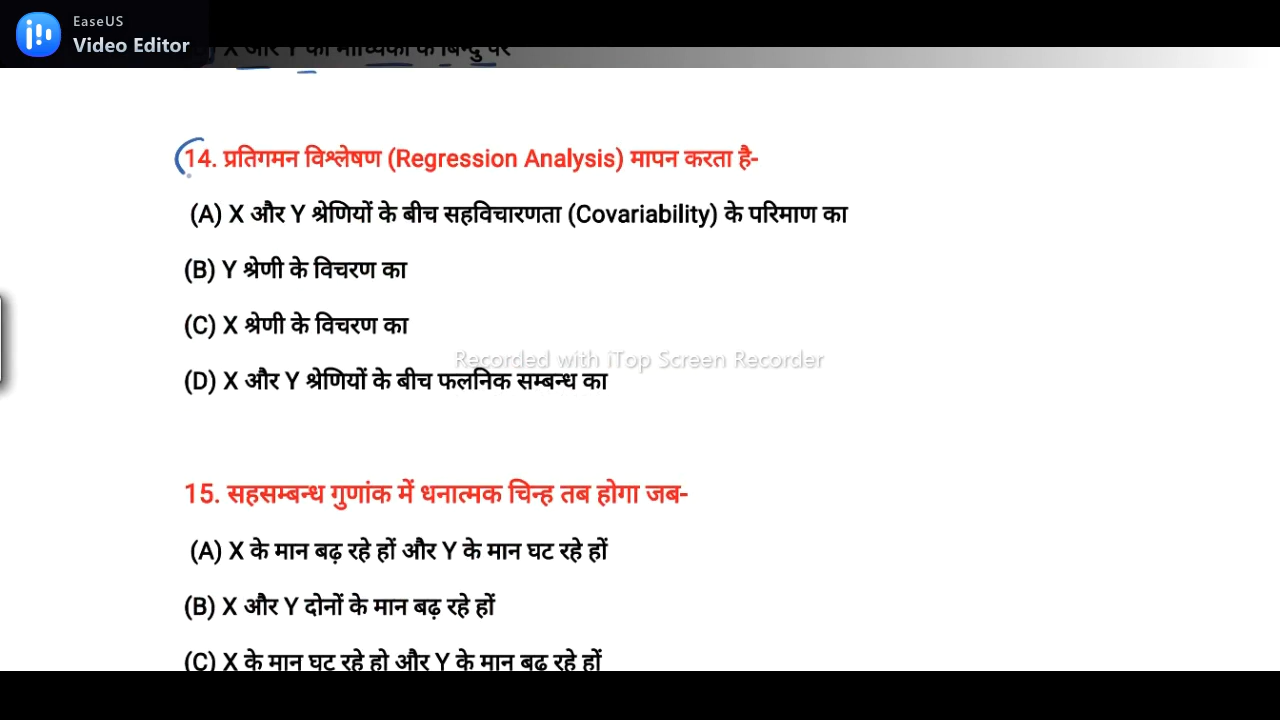 EaseUS
Video Editor
X और Y की माध्यिका के बिन्दु पर
14. प्रतिगमन विश्लेषण (Regression Analysis) मापन करता है-
(A) X और Y श्रेणियों के बीच सहविचारणता (Covariability) के परिमाण का
(B) Y श्रेणी के विचरण का
(C) X श्रेणी के विचरण का
Recorded with iTop Screen Recorder
(D) X और Y श्रेणियों के बीच फलनिक सम्बन्ध का
15. सहसम्बन्ध गुणांक में धनात्मक चिन्ह तब होगा जब-
(A) X के मान बढ़ रहे हों और Y के मान घट रहे हों
(B) X और Y दोनों के मान बढ़ रहे हों
(C) X के मान घट रहे हो और Y के मान बढ़ रहे हों